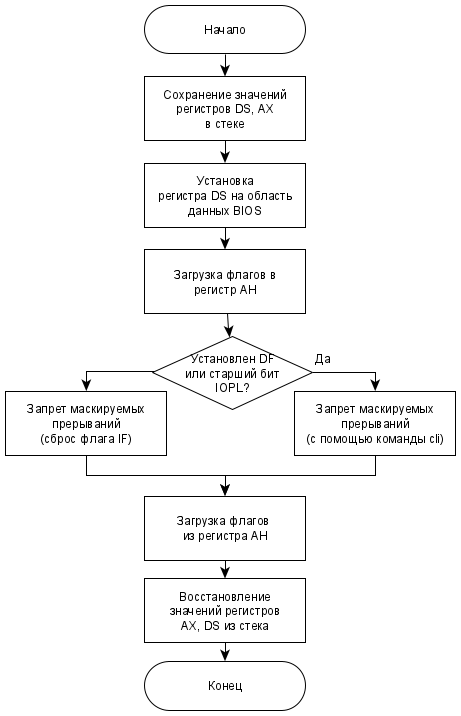 Начало
Сохранение значений
регистров DS, AX
в стеке
Установка
регистра DS на область
данных BIOS
Загрузка флагов в
регистр AH
Установлен DF
или старший бит
IOPL?
Да
Запрет маскируемых
прерываний
(сброс флага IF)
Запрет маскируемых
прерываний
(с помощью команды cli)
Загрузка флагов
из регистра AH
Восстановление
значений регистров
AX, DS из стека
Конец